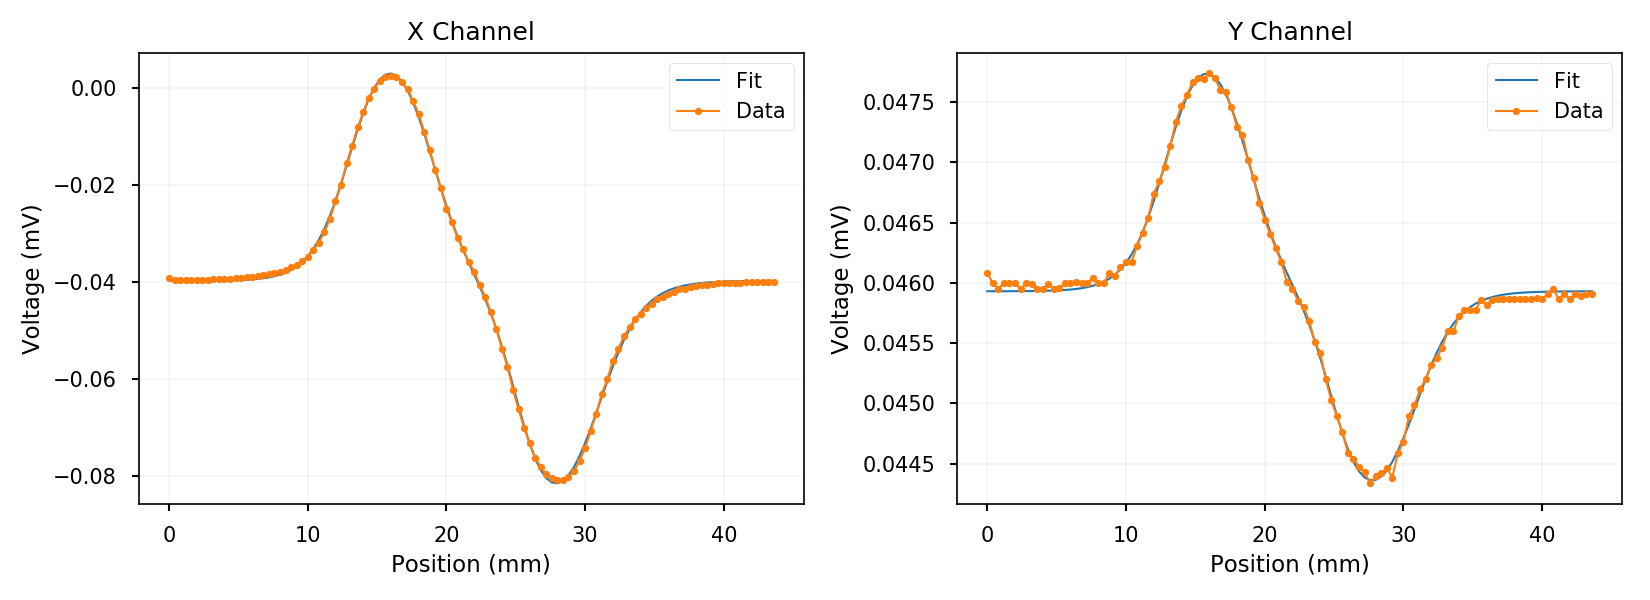 X Channel
Voltage (mV)
0.00
−0.02
−0.04
−0.06
−0.08
Fit
Data
0 10 20 30 40
Position (mm)
Y Channel
Voltage (mV)
0.0475
0.0470
0.0465
0.0460
0.0455
0.0450
0.0445
Fit
Data
0 10 20 30 40
Position (mm)